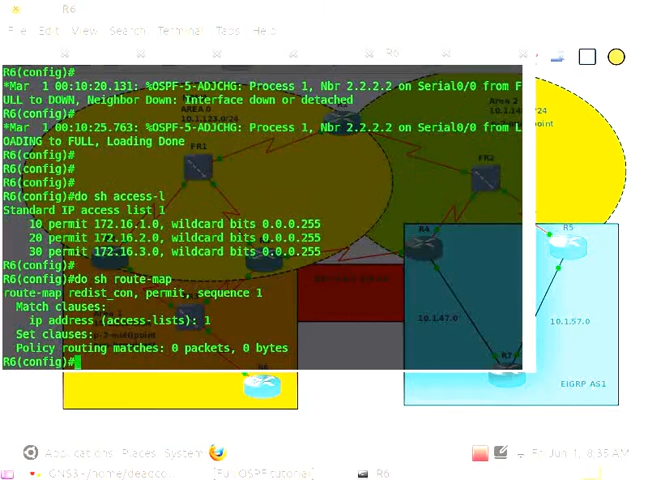 R6
File Edit View Search Terminal Tabs Help
R6
R6(config)#
*Mar  1 00:10:20.131: %OSPF-5-ADJCHG: Process 1, Nbr 2.2.2.2 on Serial0/0 from F
ULL to DOWN, Neighbor Down: Interface down or detached
R6(config)#
*Mar  1 00:10:25.763: %OSPF-5-ADJCHG: Process 1, Nbr 2.2.2.2 on Serial0/0 from L
OADING to FULL, Loading Done
R6(config)#
R6(config)#
R6(config)#
R6(config)#do sh access-l
Standard IP access list 1
    10 permit 172.16.1.0, wildcard bits 0.0.0.255
    20 permit 172.16.2.0, wildcard bits 0.0.0.255
    30 permit 172.16.3.0, wildcard bits 0.0.0.255
R6(config)#
R6(config)#do sh route-map
route-map redist_con, permit, sequence 1
  Match clauses:
    ip address (access-lists): 1
  Set clauses:
  Policy routing matches: 0 packets, 0 bytes
R6(config)#
AREA 0
10.1.123.0/24
Area 2
FR1
FR2
R4
R5
10.1.47.0
10.1.57.0
R7
EIGRP AS1
Applications Places System
Fri Jun 1, 8:35 AM
GNS3 - /home/deadco...
[Fun OSPF tutorial]
R6